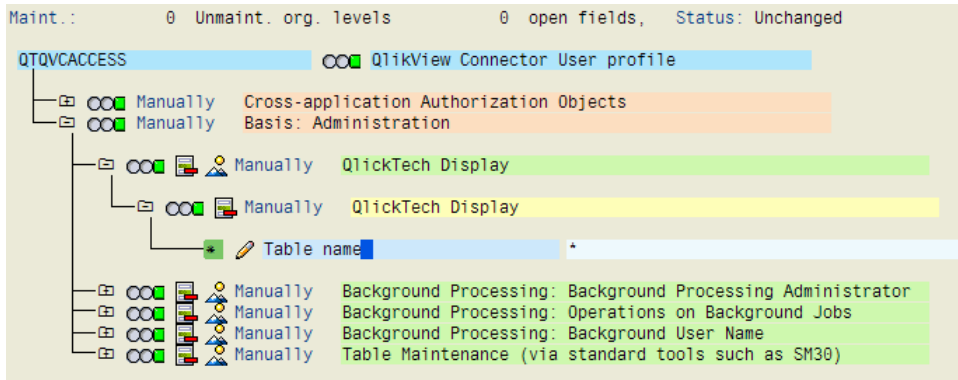 Maint.: 0 Unmaint. org. levels 0 open fields, Status: Unchanged
QTQVCACCESS QlikView Connector User profile
Manually Cross-application Authorization Objects
Manually Basis: Administration
Manually QlickTech Display
Manually QlickTech Display
* Table name *
Manually Background Processing: Background Processing Administrator
Manually Background Processing: Operations on Background Jobs
Manually Background Processing: Background User Name
Manually Table Maintenance (via standard tools such as SM30)